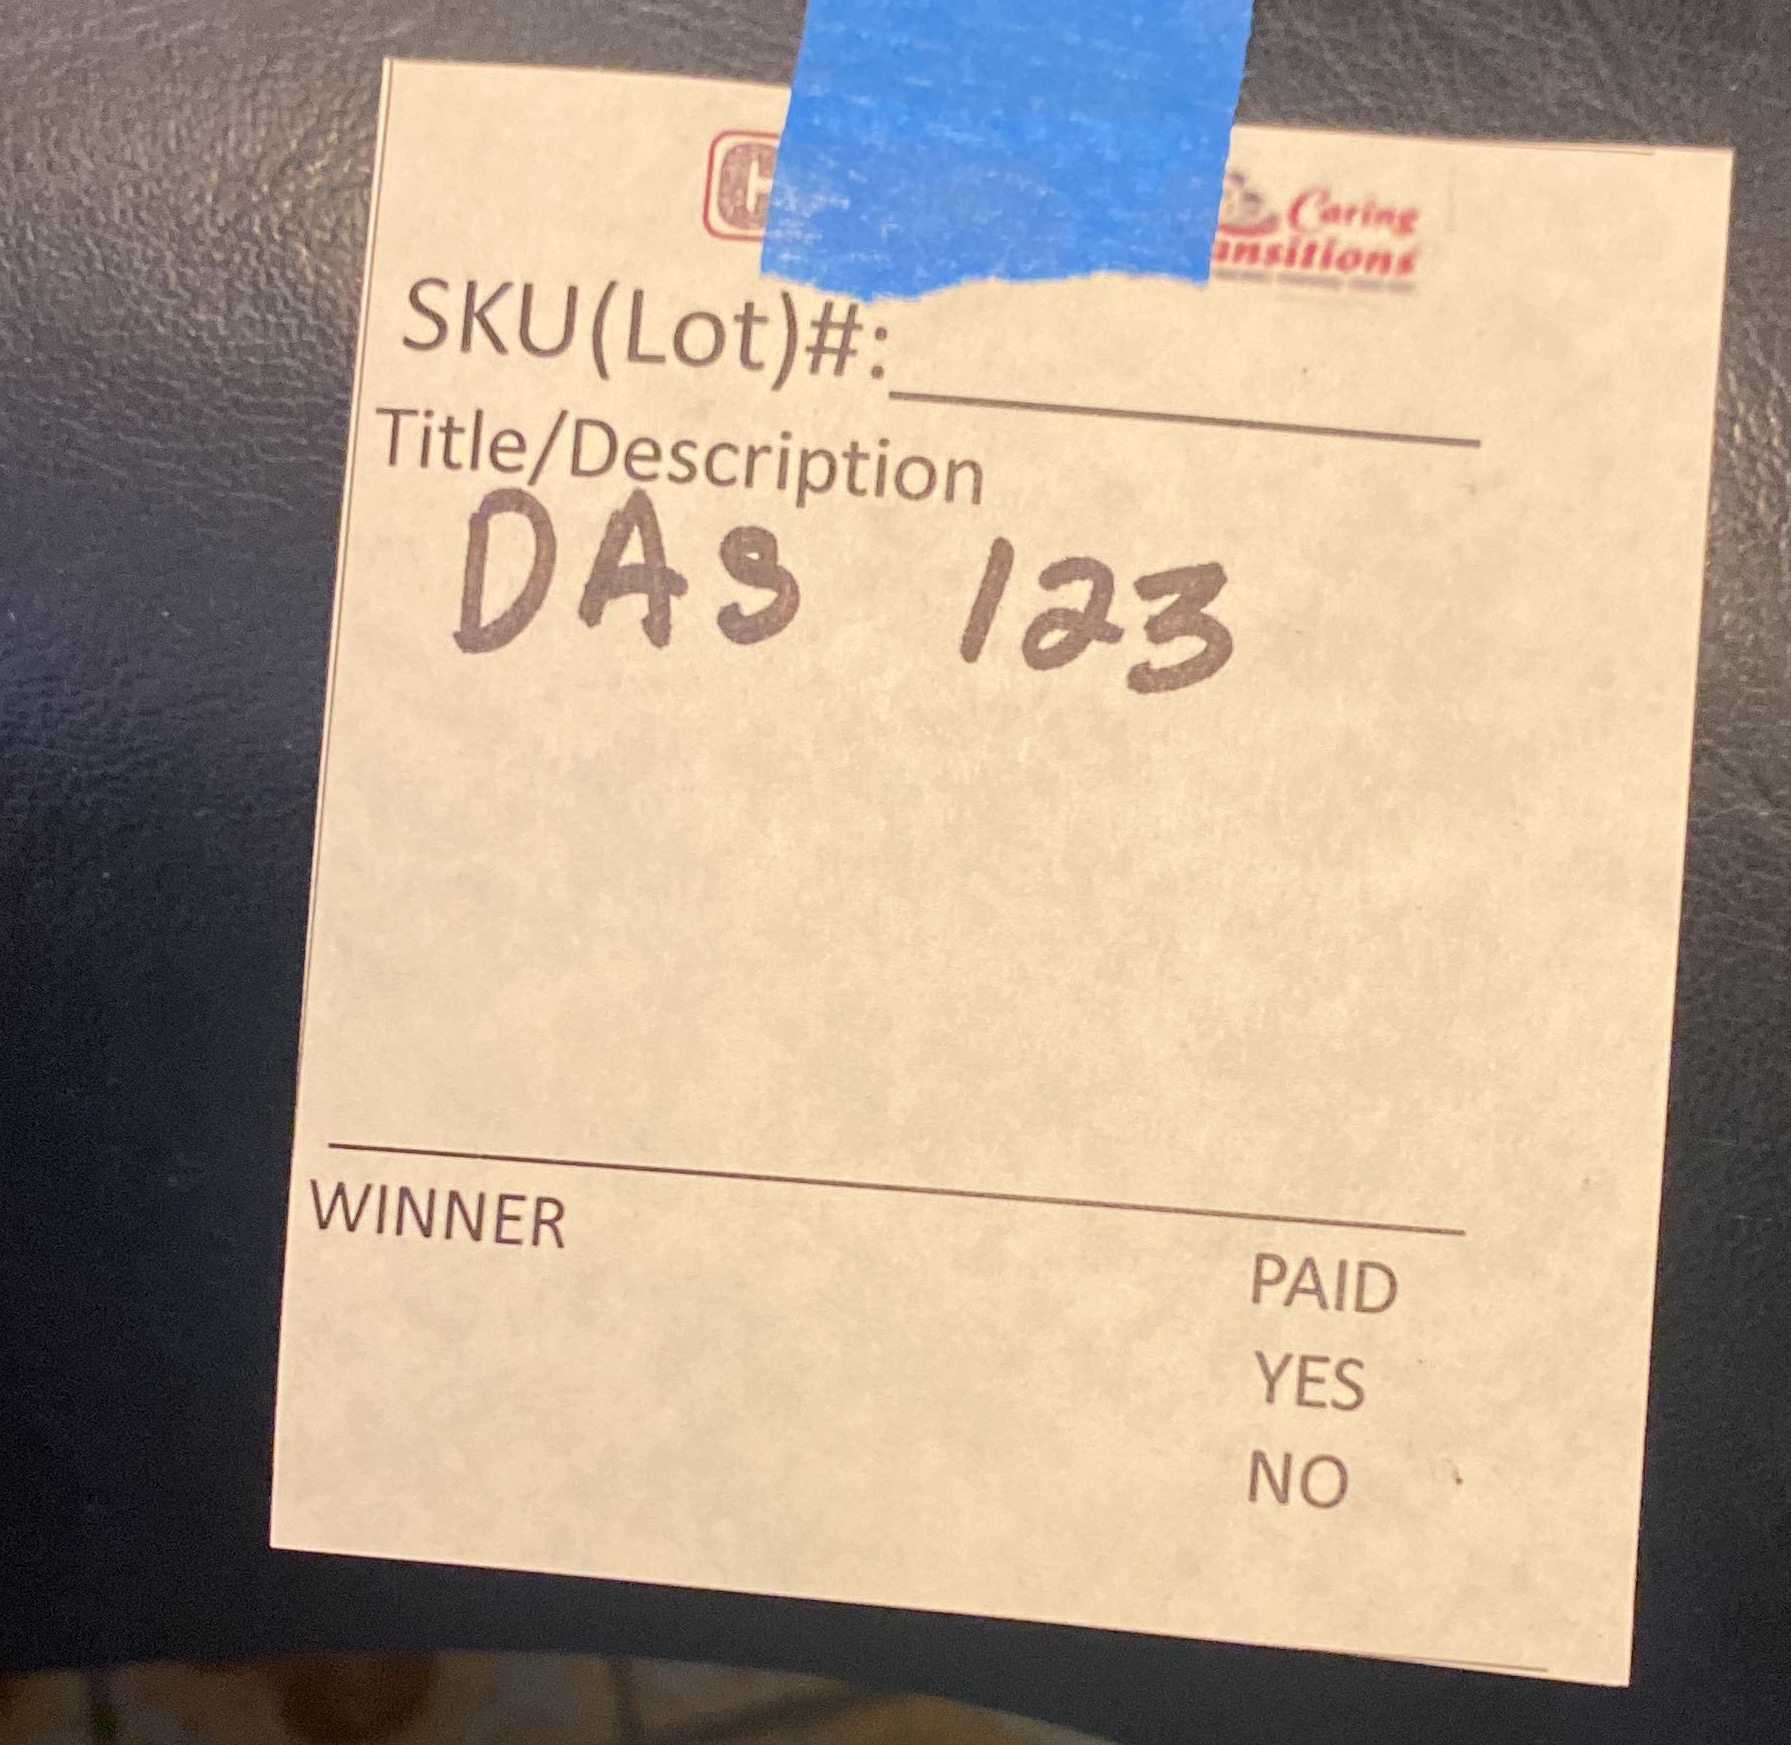 Caring
SKU(Lot)#:
Title/Description
DAS 123
WINNER
PAID
YES
NO